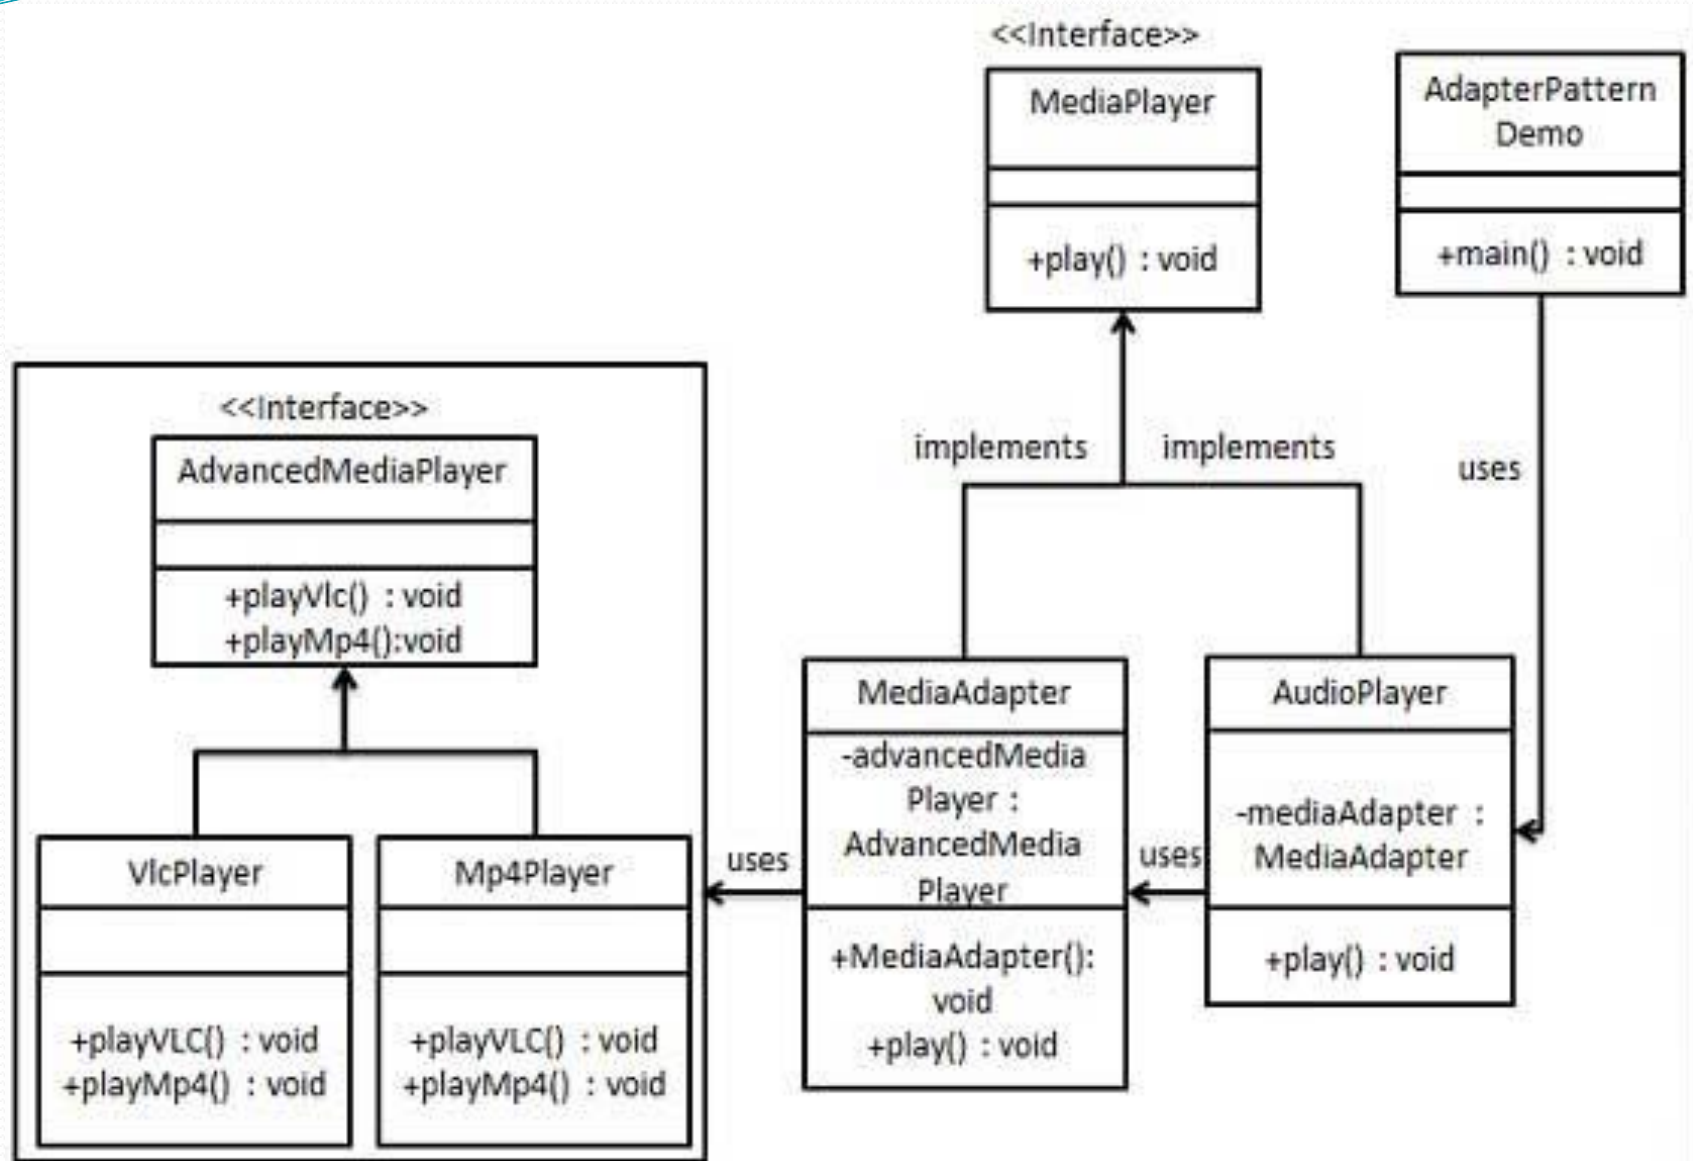 <<Interface>>
MediaPlayer
+play() : void
AdapterPattern
Demo
+main() : void
implements
implements
uses
<<Interface>>
AdvancedMediaPlayer
+playVlc() : void
+playMp4():void
VlcPlayer
+playVLC() : void
+playMp4() : void
Mp4Player
+playVLC() : void
+playMp4() : void
uses
MediaAdapter
-advancedMedia
Player :
AdvancedMedia
Player
+MediaAdapter():
void
+play() : void
uses
AudioPlayer
-mediaAdapter :
MediaAdapter
+play() : void